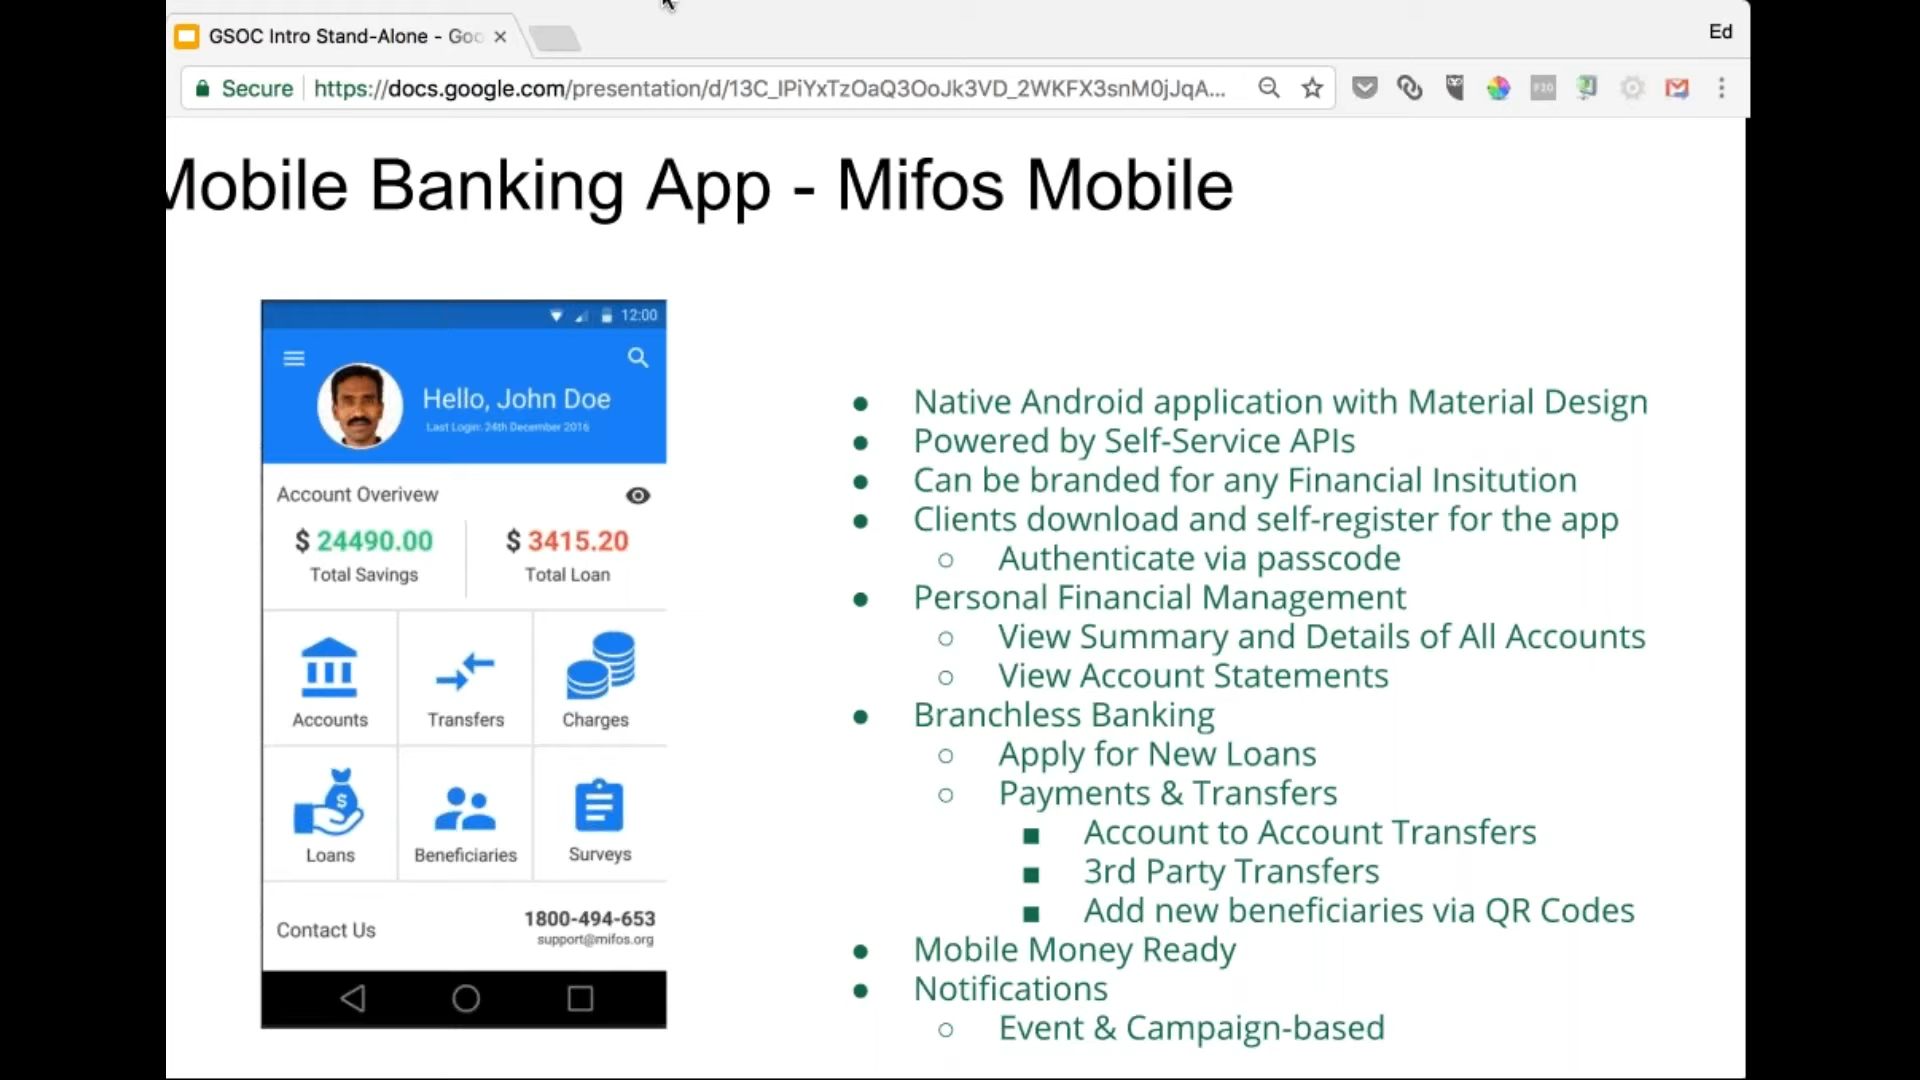 GSOC Intro Stand-Alone - Goo
Ed
Secure
https://docs.google.com/presentation/d/13C_IPiYxTzOaQ3OoJk3VD_2WKFX3snM0jJqA...
Mobile Banking App - Mifos Mobile
12:00
Hello, John Doe
Last Login: 24th December 2016
Account Overivew
$ 24490.00
$ 3415.20
Total Savings
Total Loan
Accounts
Transfers
Charges
Loans
Beneficiaries
Surveys
Contact Us
1800-494-653
support@mifos.org
● Native Android application with Material Design
● Powered by Self-Service APIs
● Can be branded for any Financial Insitution
● Clients download and self-register for the app
○ Authenticate via passcode
● Personal Financial Management
○ View Summary and Details of All Accounts
○ View Account Statements
● Branchless Banking
○ Apply for New Loans
○ Payments & Transfers
■ Account to Account Transfers
■ 3rd Party Transfers
■ Add new beneficiaries via QR Codes
● Mobile Money Ready
● Notifications
○ Event & Campaign-based